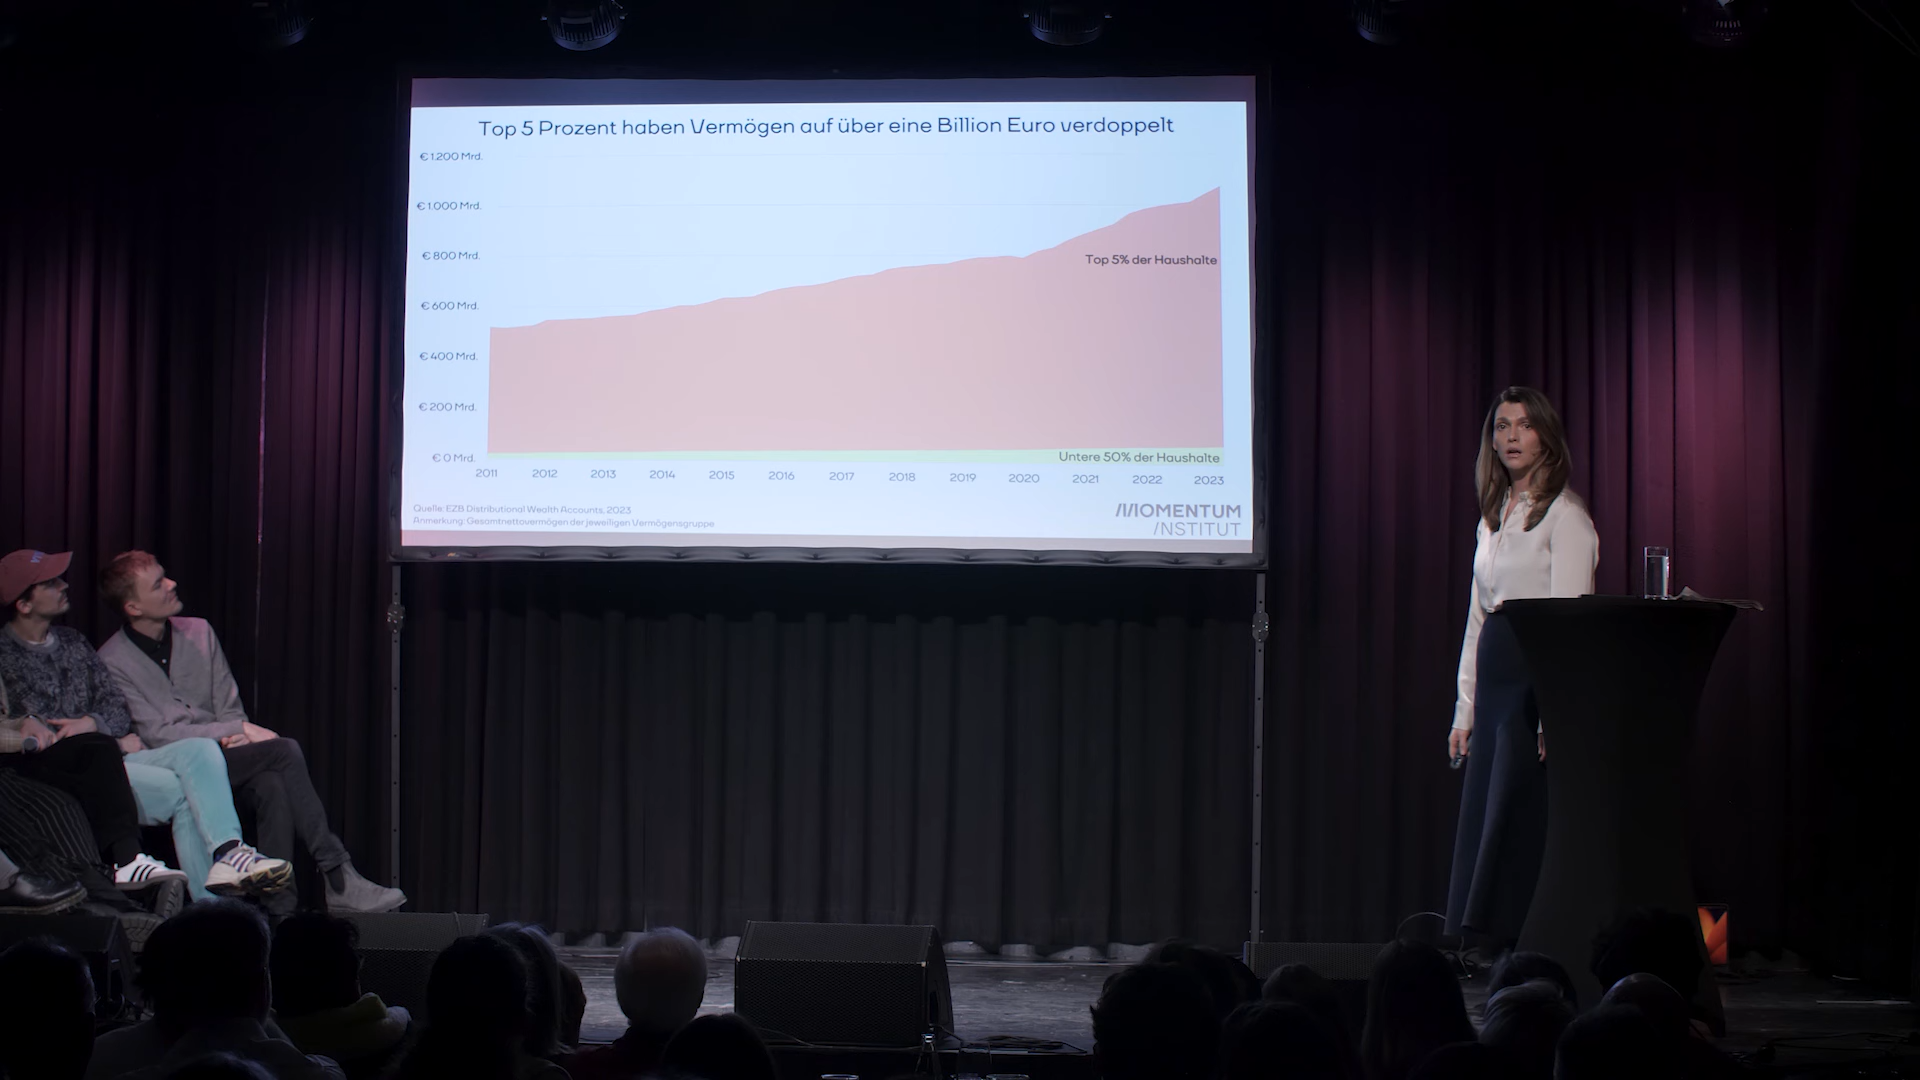 Top 5 Prozent haben Vermögen auf über eine Billion Euro verdoppelt
€ 1.200 Mrd.
€ 1.000 Mrd.
€ 800 Mrd.
€ 600 Mrd.
€ 400 Mrd.
€ 200 Mrd.
€ 0 Mrd.
Top 5% der Haushalte
Untere 50% der Haushalte
2011 2012 2013 2014 2015 2016 2017 2018 2019 2020 2021 2022 2023
Quelle: EZB Distributional Wealth Accounts, 2023
Anmerkung: Gesamtnettovermögen der jeweiligen Vermögensgruppe
MOMENTUM
INSTITUT